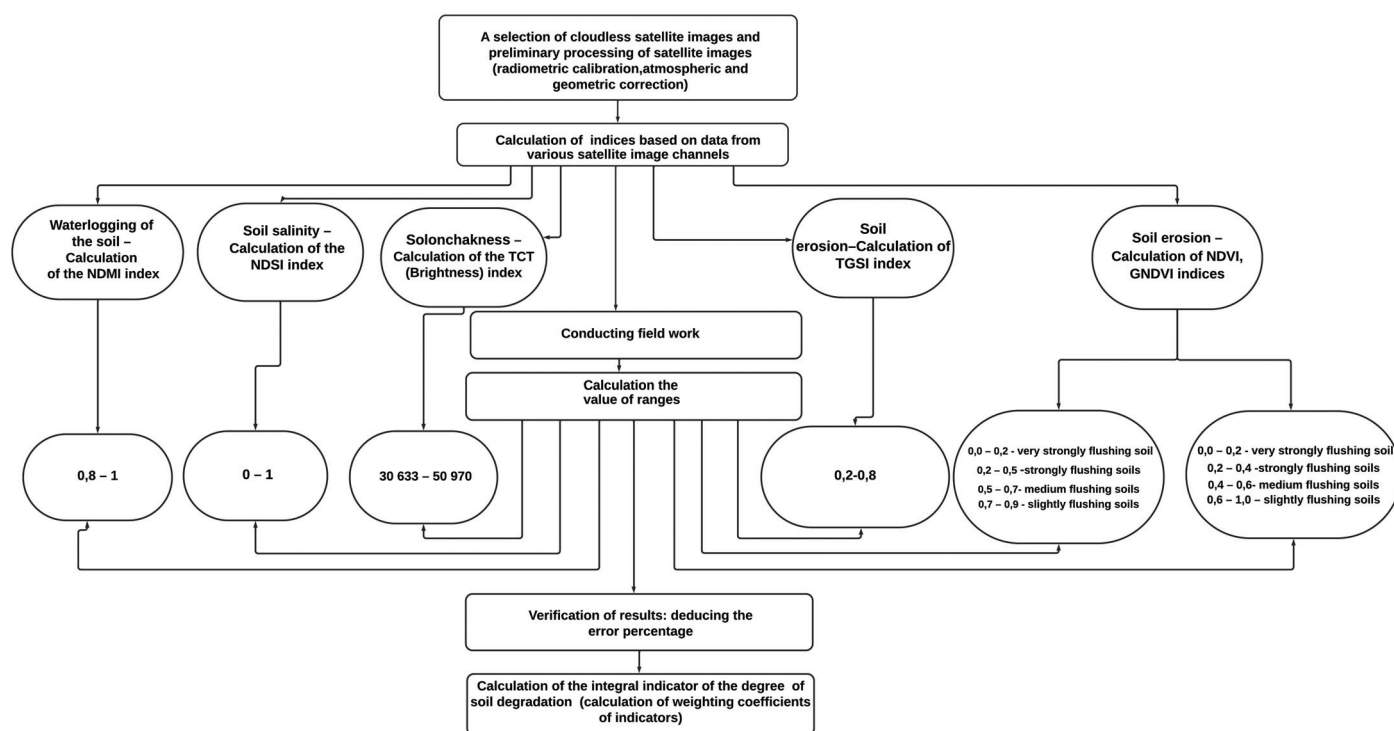 A selection of cloudless satellite images and
preliminary processing of satellite images
(radiometric calibration,atmospheric and
geometric correction)
Calculation of indices based on data from
various satellite image channels
Waterlogging of
the soil –
Calculation
of the NDMI index
Soil salinity –
Calculation of the
NDSI index
Solonchakness –
Calculation of the TCT
(Brightness) index
Soil
erosion–Calculation of
TGSI index
Soil erosion –
Calculation of NDVI,
GNDVI indices
Conducting field work
Calculation the
value of ranges
0,8 – 1
0 – 1
30 633 – 50 970
0,2-0,8
0,0 – 0,2 - very strongly flushing soil
0,2 – 0,5 -strongly flushing soils
0,5 – 0,7- medium flushing soils
0,7 – 0,9 - slightly flushing soils
0,0 – 0,2 - very strongly flushing soil
0,2 – 0,4 -strongly flushing soils
0,4 – 0,6- medium flushing soils
0,6 – 1,0 – slightly flushing soils
Verification of results: deducing the
error percentage
Calculation of the integral indicator of the degree of
soil degradation (calculation of weighting coefficients
of indicators)